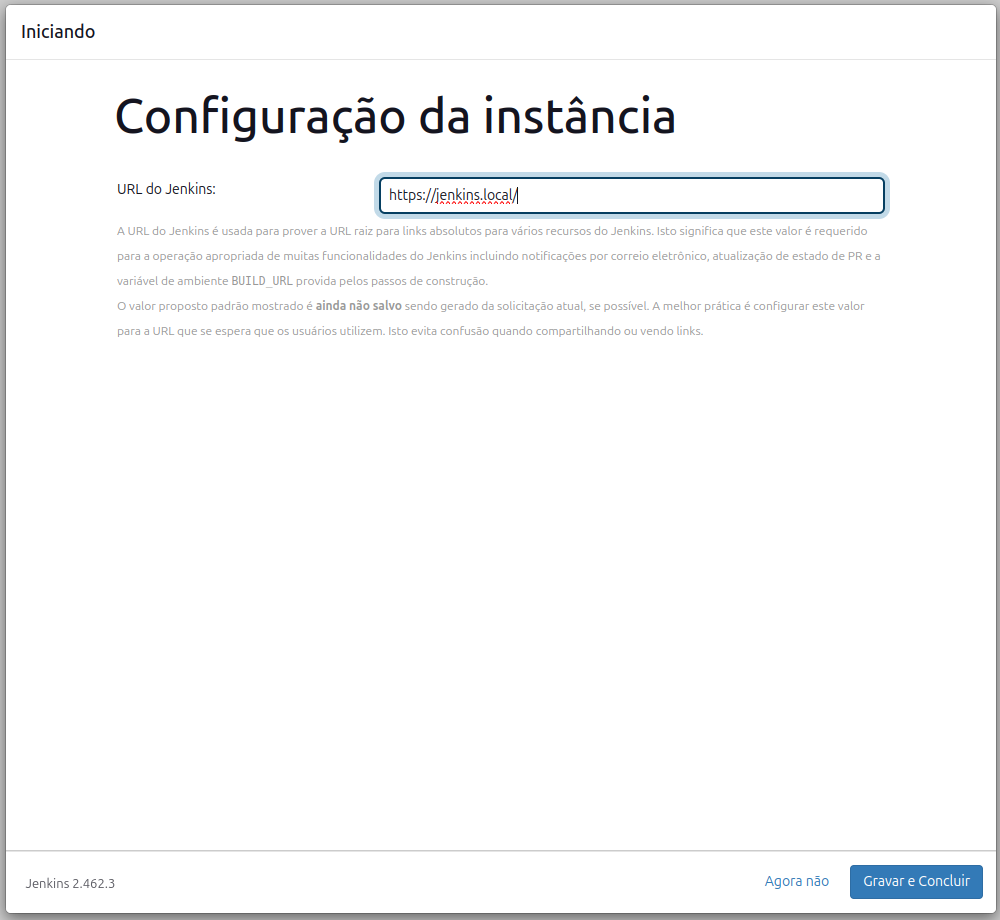 Iniciando
Configuração da instância
URL do Jenkins:
https://jenkins.local/
A URL do Jenkins é usada para prover a URL raiz para links absolutos para vários recursos do Jenkins. Isto significa que este valor é requerido
para a operação apropriada de muitas funcionalidades do Jenkins incluindo notificações por correio eletrônico, atualização de estado de PR e a
variável de ambiente BUILD_URL provida pelos passos de construção.
O valor proposto padrão mostrado é ainda não salvo sendo gerado da solicitação atual, se possível. A melhor prática é configurar este valor
para a URL que se espera que os usuários utilizem. Isto evita confusão quando compartilhando ou vendo links.
Jenkins 2.462.3
Agora não
Gravar e Concluir